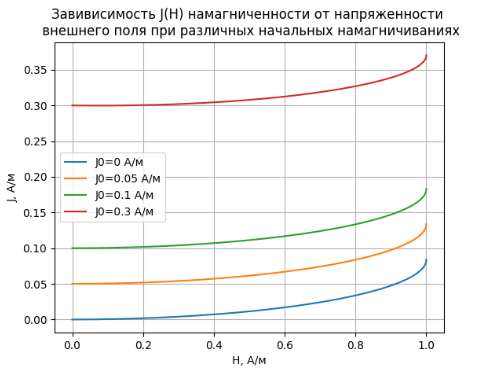 Завивисимость J(H) намагниченности от напряженности
внешнего поля при различных начальных намагничиваниях
J, А/м
0.35
0.30
0.25
0.20
0.15
0.10
0.05
0.00
J0=0 А/м
J0=0.05 А/м
J0=0.1 А/м
J0=0.3 А/м
0.0 0.2 0.4 0.6 0.8 1.0
H, А/м